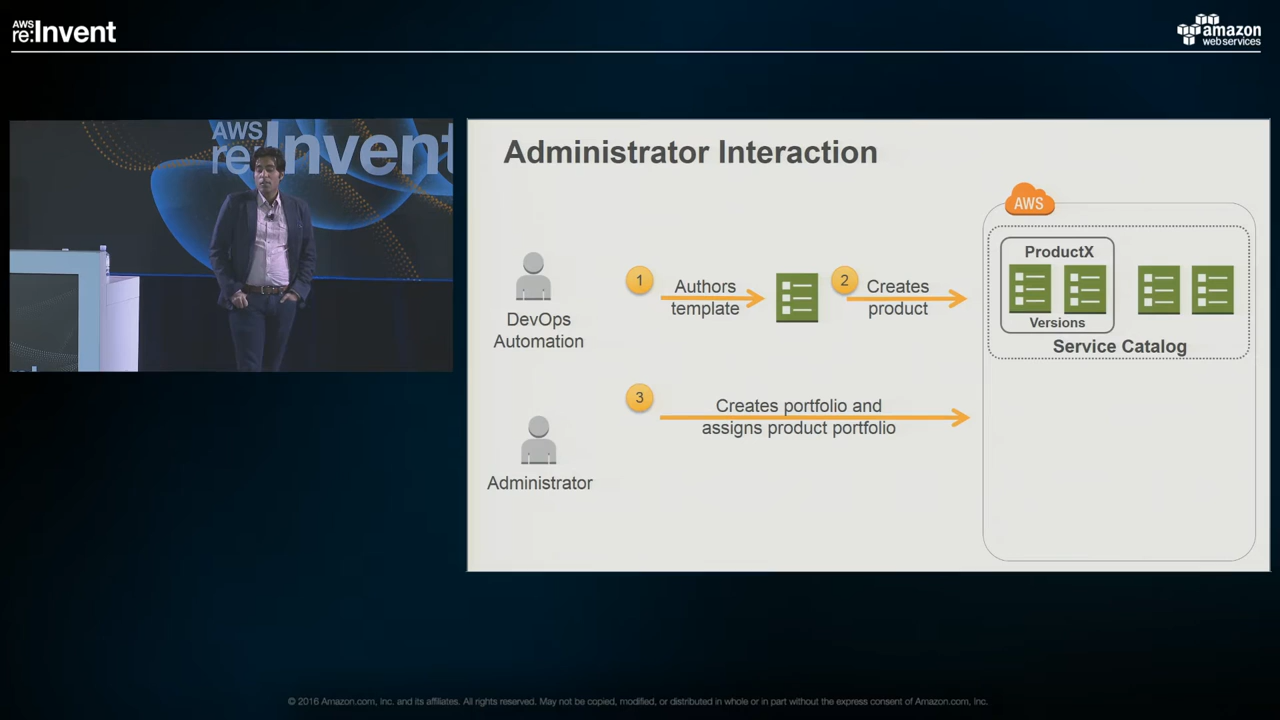 AWS
re:Invent
amazon
web services
AWS
re:Invent
Administrator Interaction
AWS
ProductX
1
Authors
template
2
Creates
product
Versions
DevOps
Automation
Service Catalog
3
Creates portfolio and
assigns product portfolio
Administrator
© 2016 Amazon.com, Inc. and its affiliates. All rights reserved. May not be copied, modified, or distributed in whole or in part without the express consent of Amazon.com, Inc.